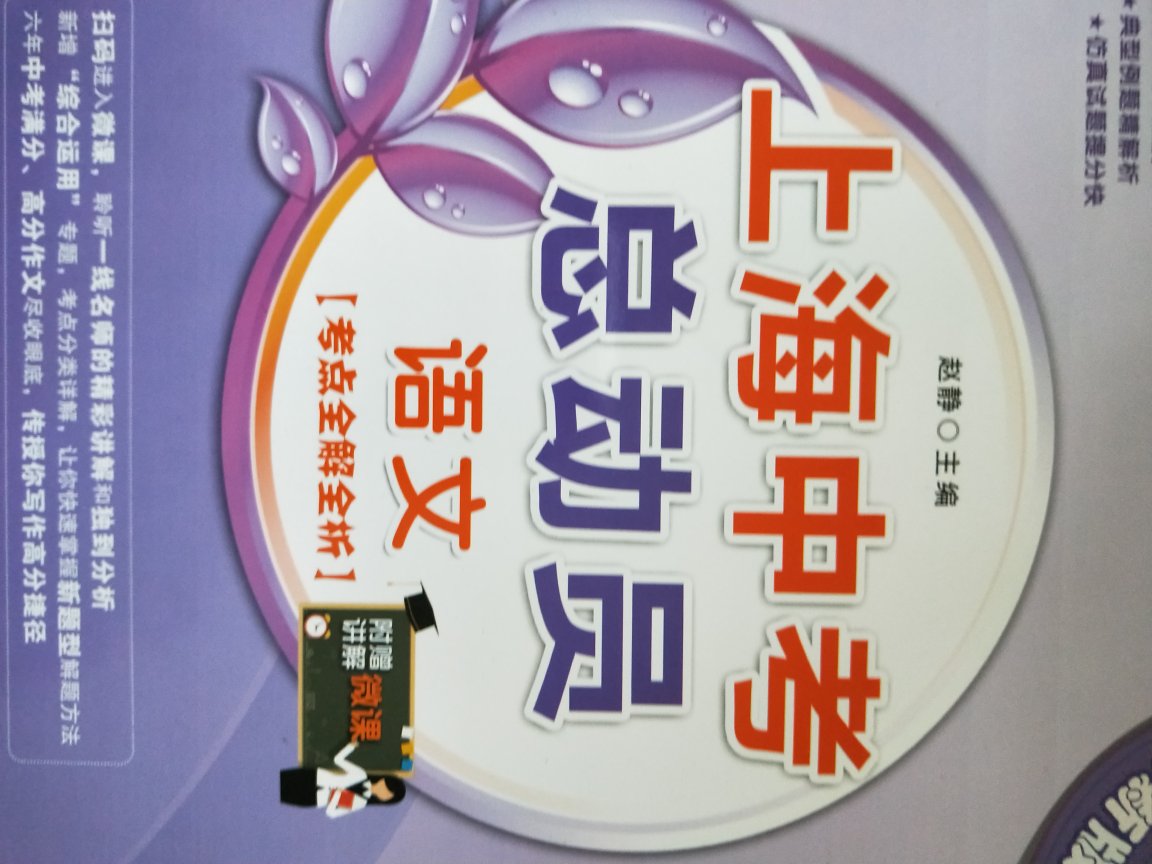 ★典型例题精解析
★仿真试题提分快
赵静○主编
上海中考
总动员
语文
【考点全解全析】
附赠
讲解
微课
新版
扫码进入微课，聆听一线名师的精彩讲解和独到分析
新增“综合运用”专题，考点分类详解，让你快速掌握新题型解题方法
六年中考满分、高分作文尽收眼底，传授你写作高分捷径